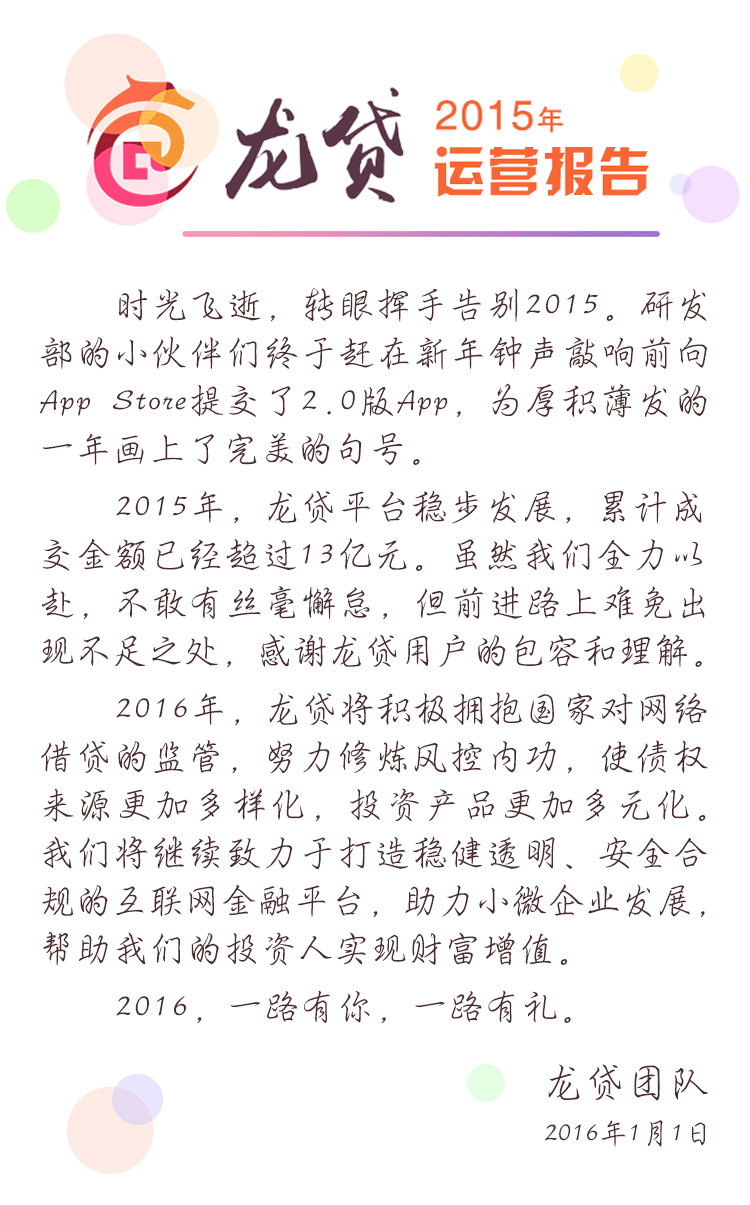 龙贷
2015年
运营报告
时光飞逝，转眼挥手告别2015。研发
部的小伙伴们终于赶在新年钟声敲响前向
App Store提交了2.0版App，为厚积薄发的
一年画上了完美的句号。
2015年，龙贷平台稳步发展，累计成
交金额已经超过13亿元。虽然我们全力以
赴，不敢有丝毫懈怠，但前进路上难免出
现不足之处，感谢龙贷用户的包容和理解。
2016年，龙贷将积极拥抱国家对网络
借贷的监管，努力修炼风控内功，使债权
来源更加多样化，投资产品更加多元化。
我们将继续致力于打造稳健透明、安全合
规的互联网金融平台，助力小微企业发展，
帮助我们的投资人实现财富增值。
2016，一路有你，一路有礼。
龙贷团队
2016年1月1日